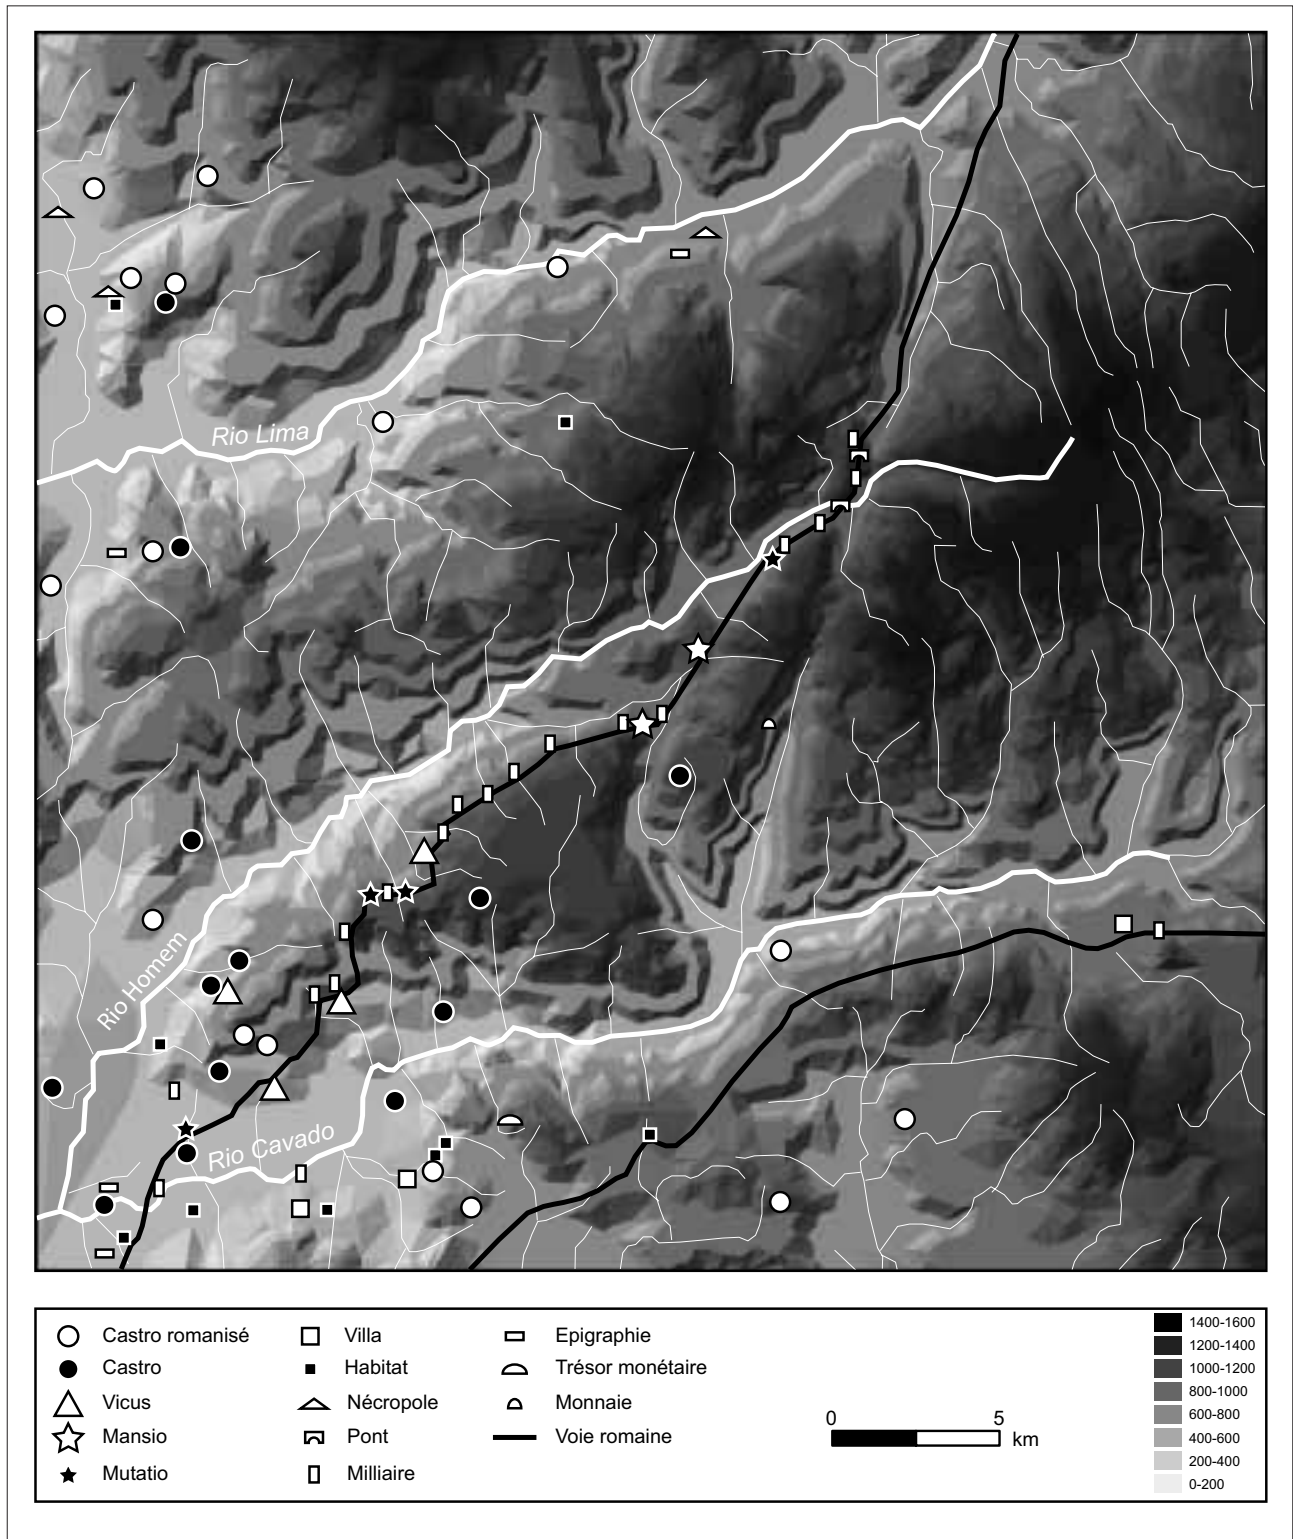 Rio Lima
Rio Homem
Rio Cavado
Castro romanisé
Castro
Vicus
Mansio
Mutatio
Villa
Habitat
Nécropole
Pont
Milliaire
Epigraphie
Trésor monétaire
Monnaie
Voie romaine
0 5
km
1400-1600
1200-1400
1000-1200
800-1000
600-800
400-600
200-400
0-200